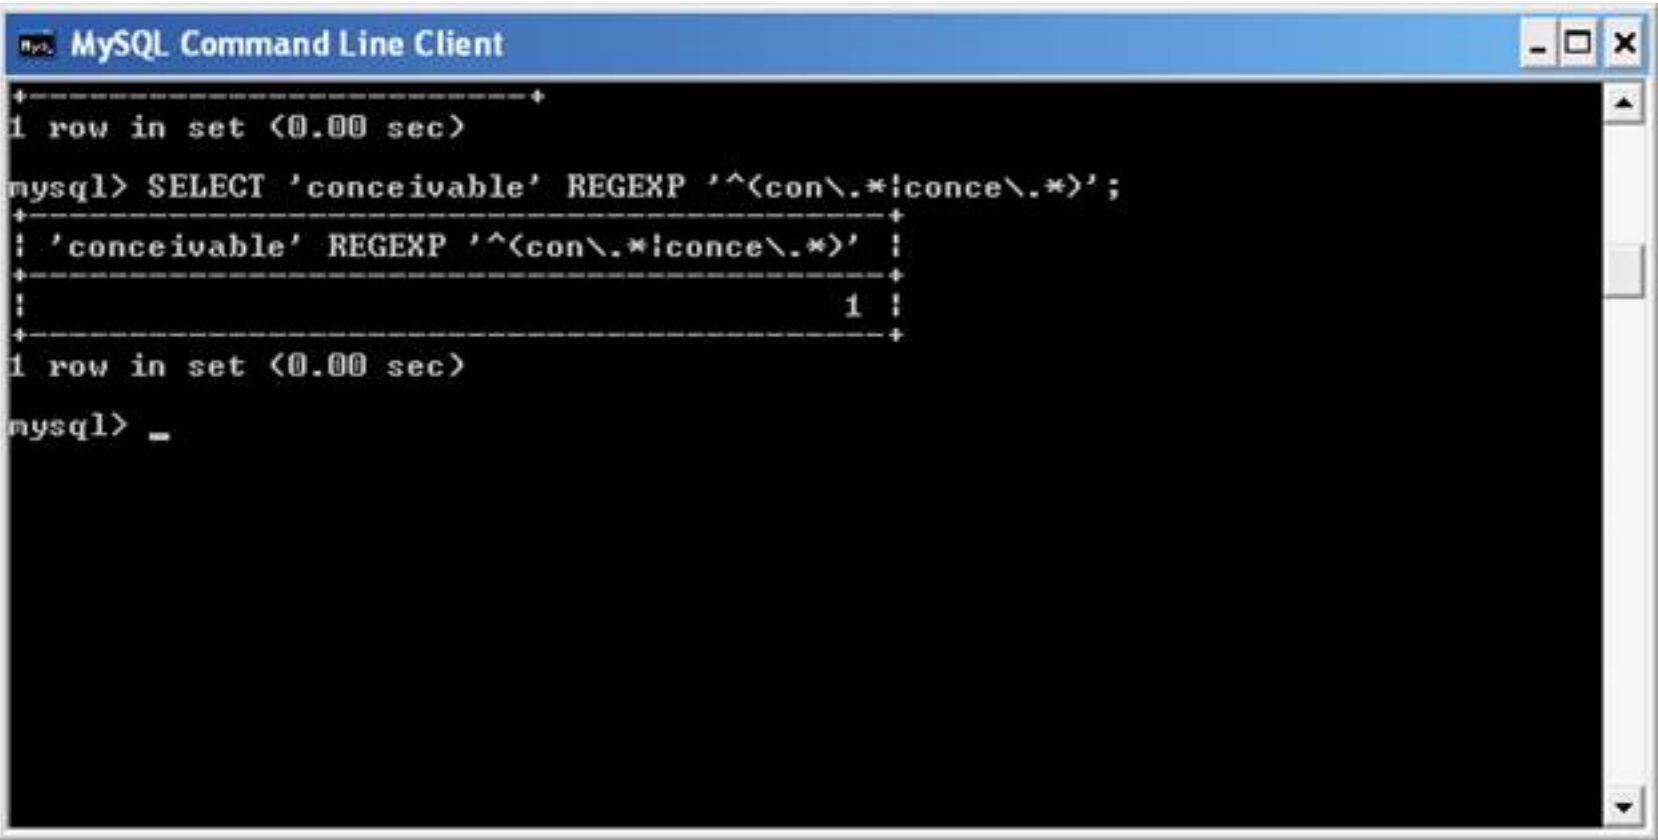 MySQL Command Line Client
+-------------------------+
1 row in set (0.00 sec)
mysql> SELECT 'conceivable' REGEXP '^(con\.*|conce\.*)';
+-------------------------------------------+
| 'conceivable' REGEXP '^(con\.*|conce\.*)' |
+-------------------------------------------+
| 1 |
+-------------------------------------------+
1 row in set (0.00 sec)
mysql> _